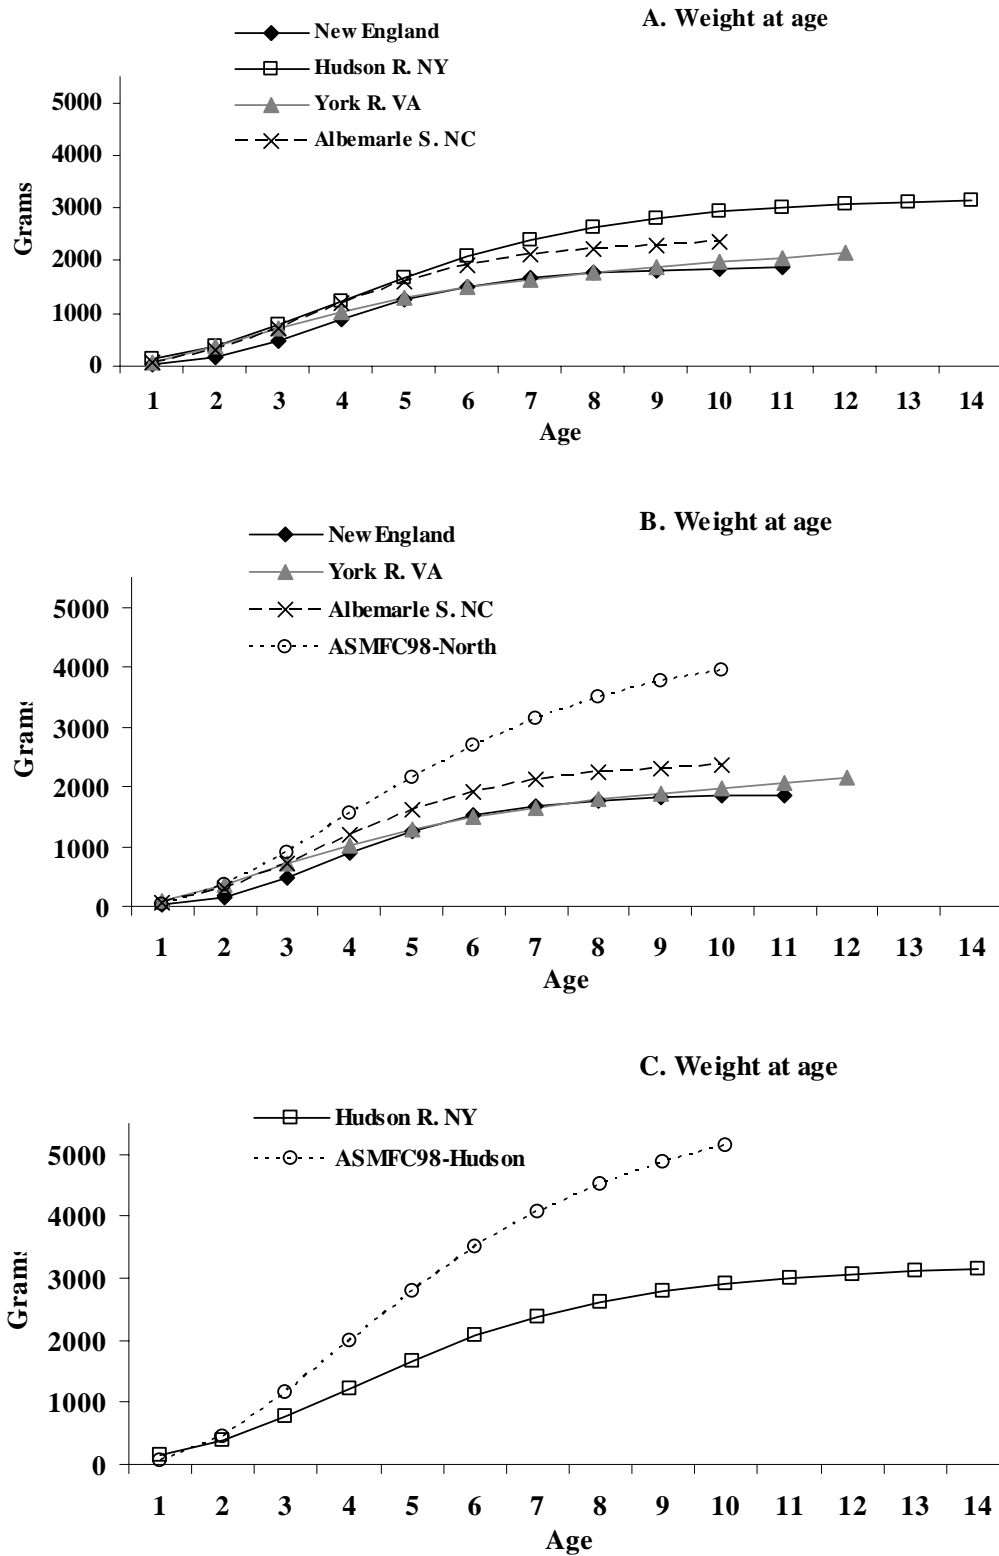 A. Weight at age
New England
Hudson R. NY
York R. VA
Albemarle S. NC
5000
4000
3000
2000
1000
0
Grams
1 2 3 4 5 6 7 8 9 10 11 12 13 14
Age
B. Weight at age
New England
York R. VA
Albemarle S. NC
ASMFC98-North
5000
4000
3000
2000
1000
0
Grams
1 2 3 4 5 6 7 8 9 10 11 12 13 14
Age
C. Weight at age
Hudson R. NY
ASMFC98-Hudson
5000
4000
3000
2000
1000
0
Grams
1 2 3 4 5 6 7 8 9 10 11 12 13 14
Age